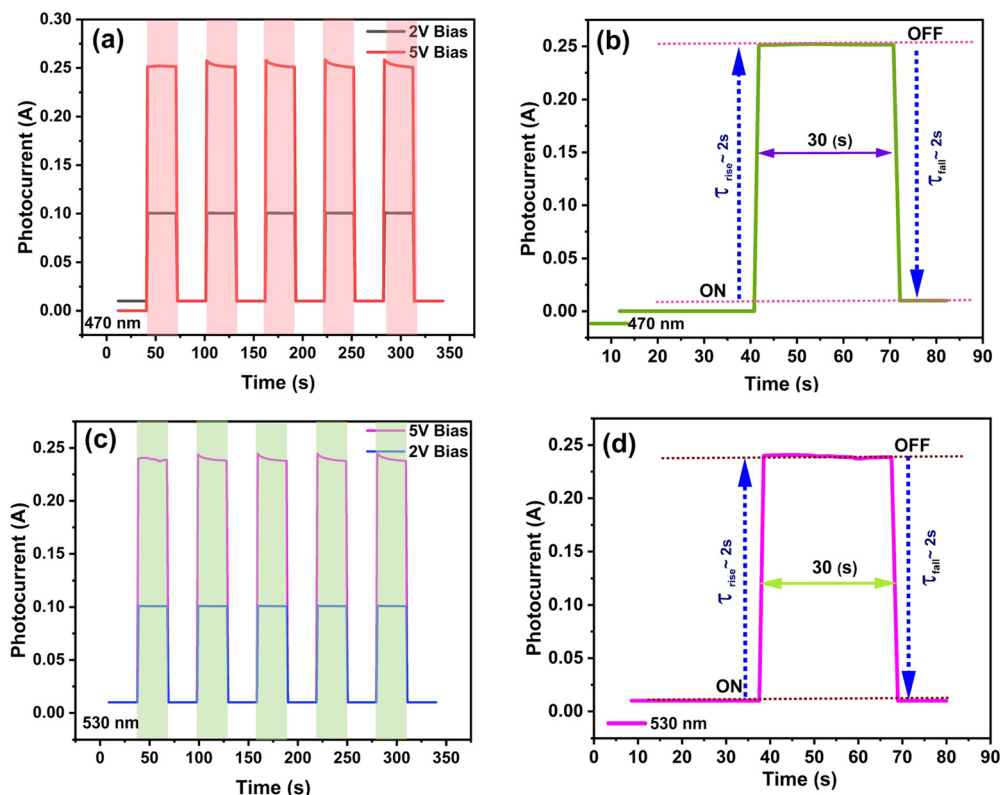 (a)
2V Bias
5V Bias
Photocurrent (A)
0.30
0.25
0.20
0.15
0.10
0.05
0.00
470 nm
0 50 100 150 200 250 300 350
Time (s)
(b)
OFF
30 (s)
τ rise ~ 2s
τ fall ~ 2s
ON
Photocurrent (A)
0.25
0.20
0.15
0.10
0.05
0.00
470 nm
10 20 30 40 50 60 70 80 90
Time (s)
(c)
5V Bias
2V Bias
Photocurrent (A)
0.25
0.20
0.15
0.10
0.05
0.00
530 nm
0 50 100 150 200 250 300 350
Time (s)
(d)
OFF
τ rise ~ 2s
30 (s)
τ fall ~ 2s
ON
Photocurrent (A)
0.25
0.20
0.15
0.10
0.05
0.00
530 nm
0 10 20 30 40 50 60 70 80 90
Time (s)